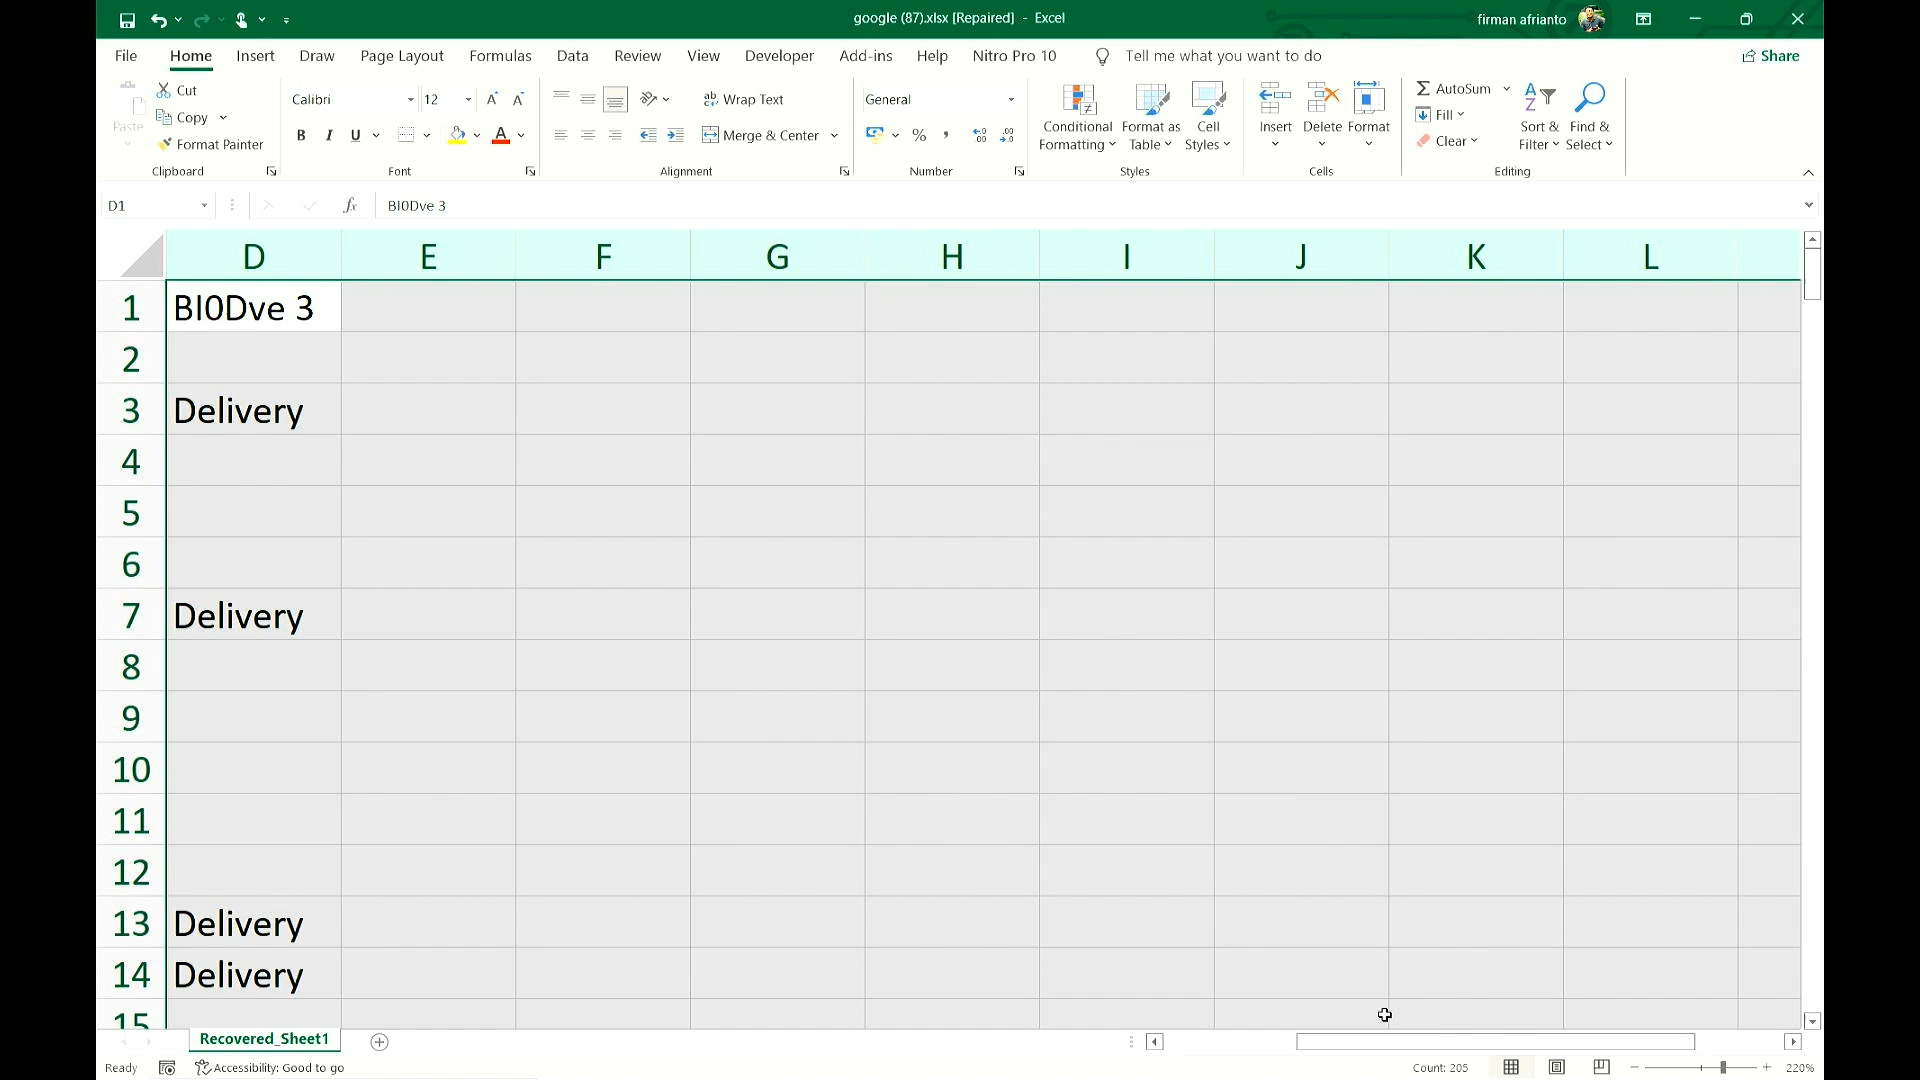 google (87).xlsx [Repaired] - Excel
firman afrianto
File Home Insert Draw Page Layout Formulas Data Review View Developer Add-ins Help Nitro Pro 10 Tell me what you want to do Share
Paste
Cut
Copy
Format Painter
Clipboard
Calibri 12
B I U
Font
Wrap Text
Merge & Center
Alignment
General
%
Number
Conditional Formatting
Format as Table
Cell Styles
Styles
Insert Delete Format
Cells
AutoSum
Fill
Clear
Sort & Filter
Find & Select
Editing
D1 fx BI0Dve 3
D E F G H I J K L
1 BI0Dve 3
2
3 Delivery
4
5
6
7 Delivery
8
9
10
11
12
13 Delivery
14 Delivery
15
Recovered_Sheet1
Ready Accessibility: Good to go Count: 205 220%